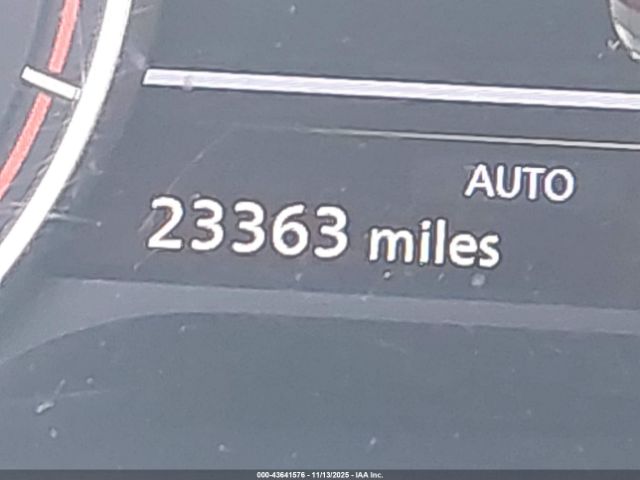 AUTO
23363 miles
000-43641576 - 11/13/2025 - IAA Inc.